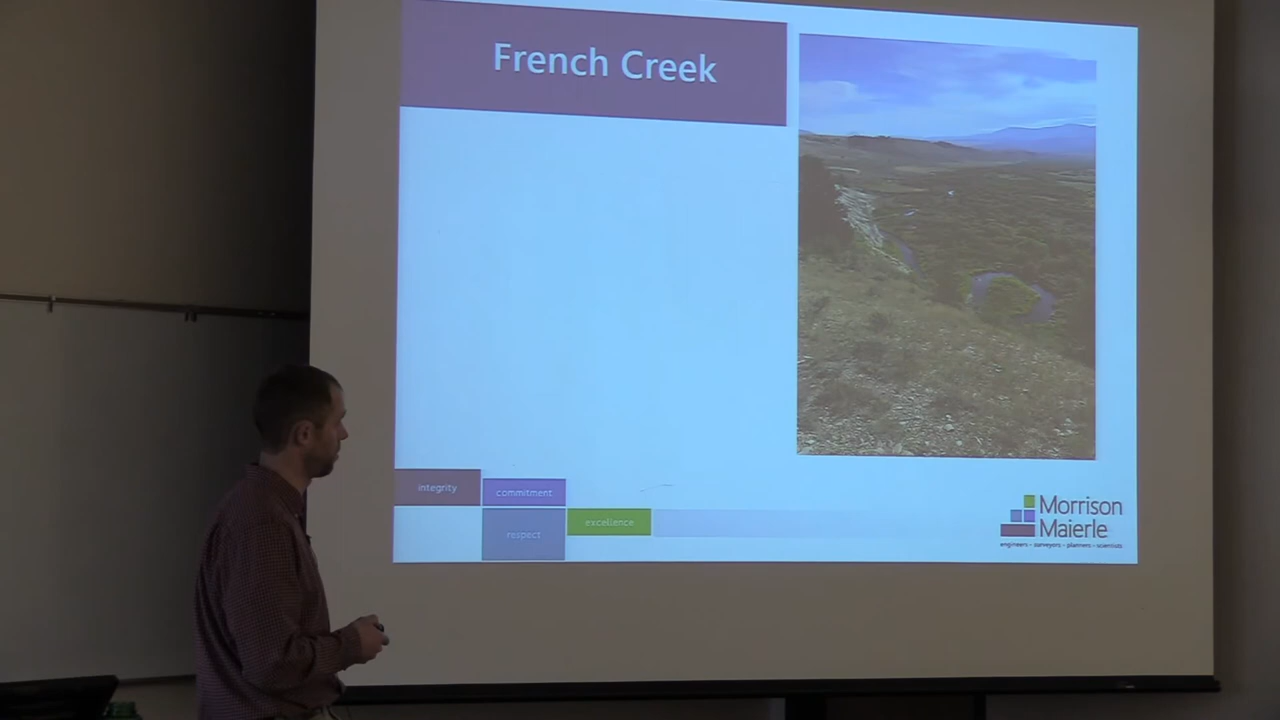 French Creek
integrity
commitment
respect
excellence
Morrison
Maierle
engineers - surveyors - planners - scientists